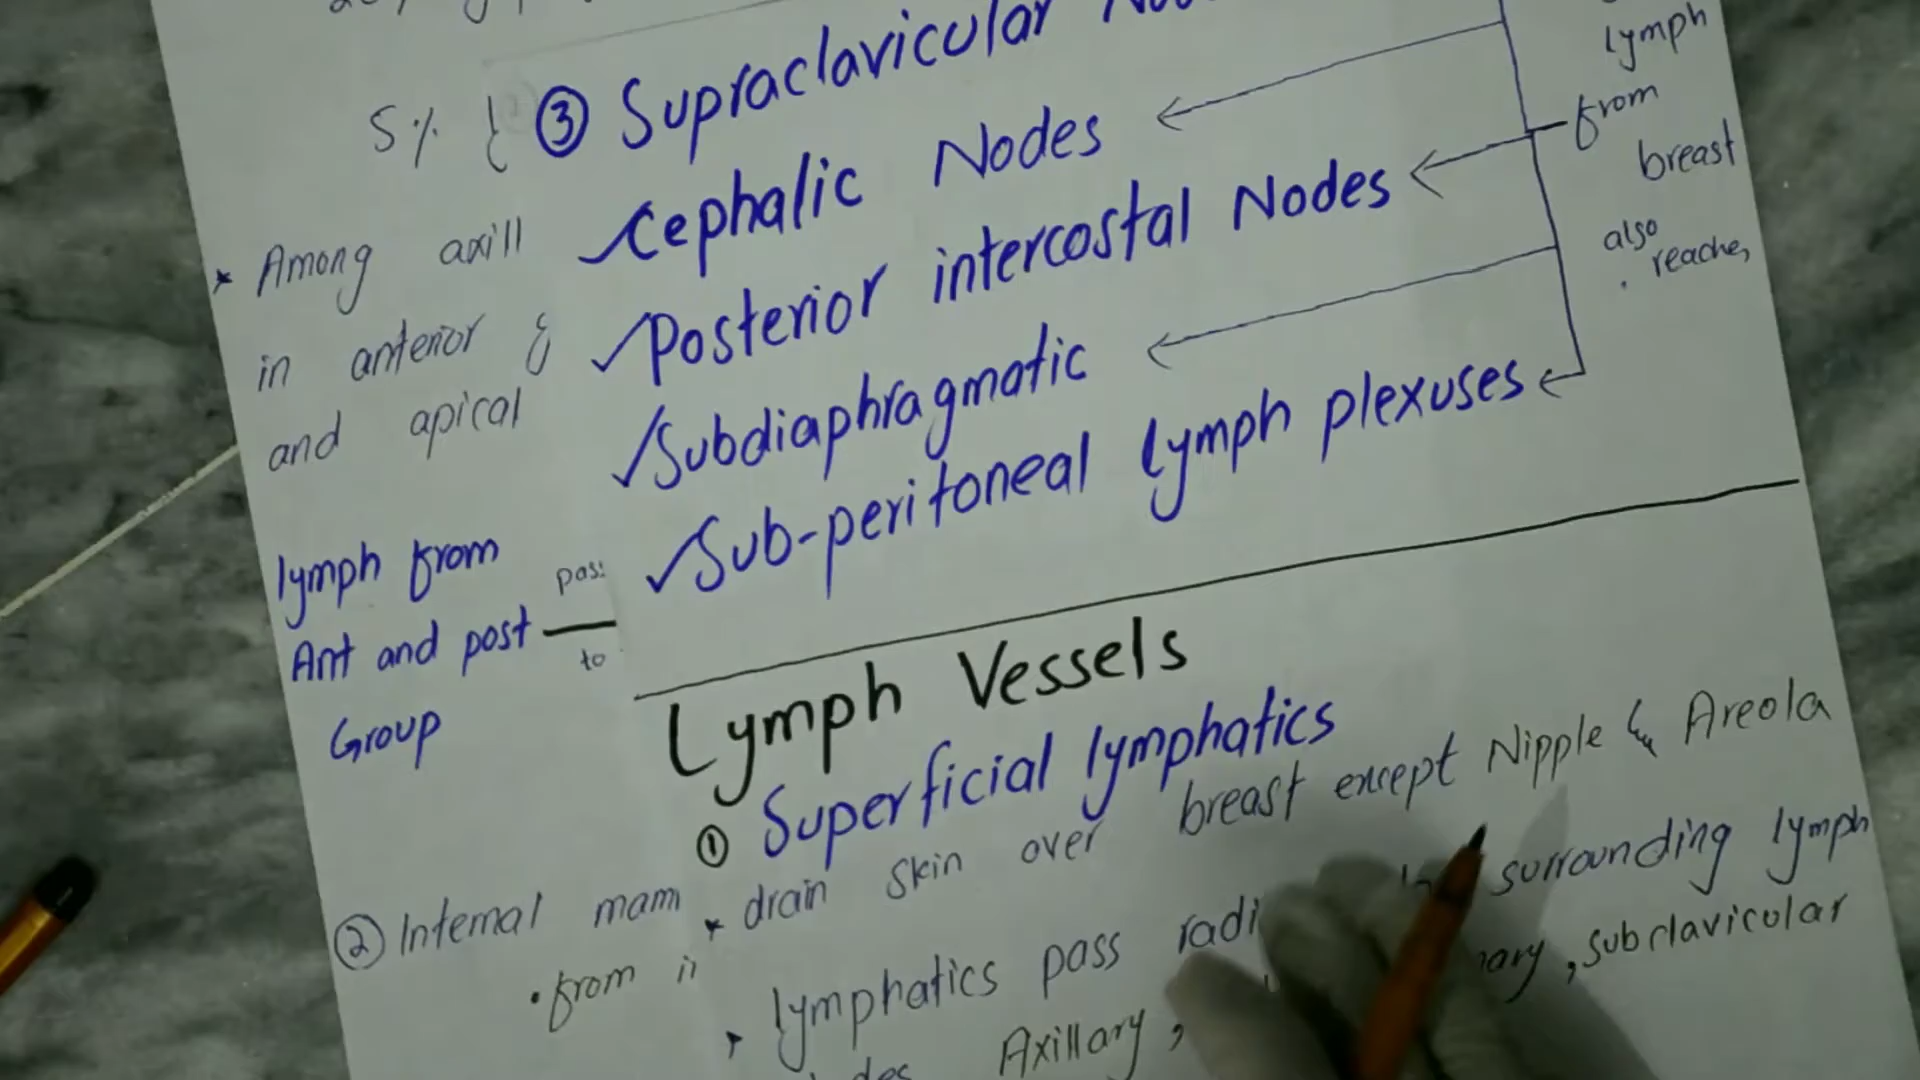 5% { ③ Supraclavicular
Cephalic Nodes
Posterior intercostal Nodes
Subdiaphragmatic
Sub-peritoneal lymph plexuses
lymph
from
breast
also
reaches
* Among axill
in anterior &
and apical
lymph from
Ant and post
Group
pass
to
Lymph Vessels
① Superficial lymphatics
* drain skin over breast except Nipple & Areola
* lymphatics pass surrounding lymph
Axillary, , subclavicular
② Internal mam
• from